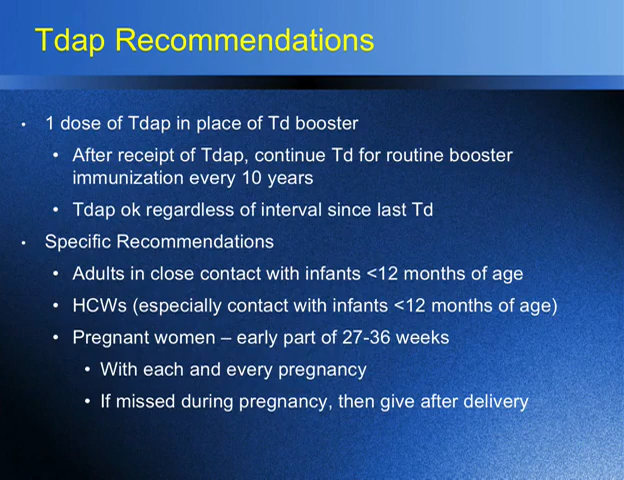 Tdap Recommendations
• 1 dose of Tdap in place of Td booster
• After receipt of Tdap, continue Td for routine booster
immunization every 10 years
• Tdap ok regardless of interval since last Td
• Specific Recommendations
• Adults in close contact with infants <12 months of age
• HCWs (especially contact with infants <12 months of age)
• Pregnant women – early part of 27-36 weeks
• With each and every pregnancy
• If missed during pregnancy, then give after delivery